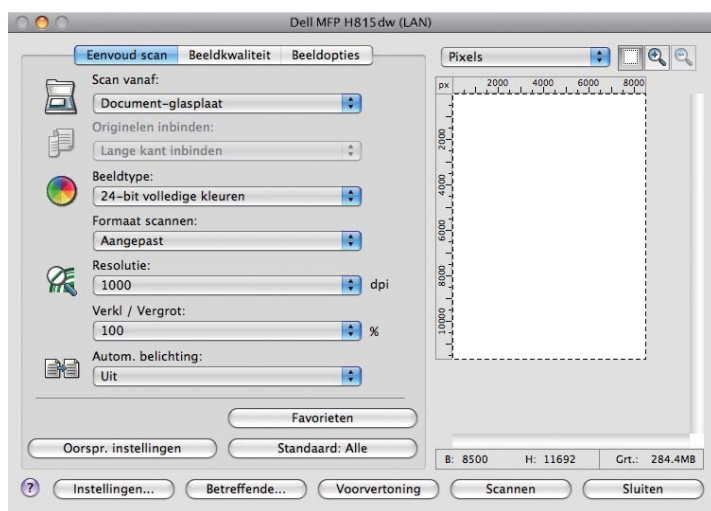 Dell MFP H815dw (LAN)
Eenvoud scan Beeldkwaliteit Beeldopties
Scan vanaf:
Document-glasplaat
Originelen inbinden:
Lange kant inbinden
Beeldtype:
24-bit volledige kleuren
Formaat scannen:
Aangepast
Resolutie:
1000 dpi
Verkl / Vergrot:
100 %
Autom. belichting:
Uit
Favorieten
Oorspr. instellingen Standaard: Alle
Pixels
px 2000 4000 6000 8000
2000
4000
6000
8000
10000
B: 8500 H: 11692 Grt.: 284.4MB
? Instellingen... Betreffende... Voorvertoning Scannen Sluiten